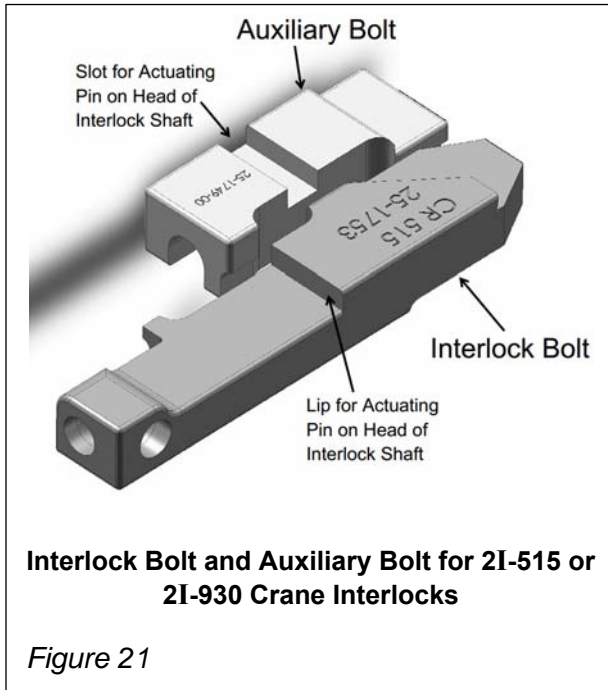 Auxiliary Bolt
Slot for Actuating
Pin on Head of
Interlock Shaft
25-1749-00
CR 515
25-1753
Interlock Bolt
Lip for Actuating
Pin on Head of
Interlock Shaft
Interlock Bolt and Auxiliary Bolt for 2I-515 or
2I-930 Crane Interlocks
Figure 21